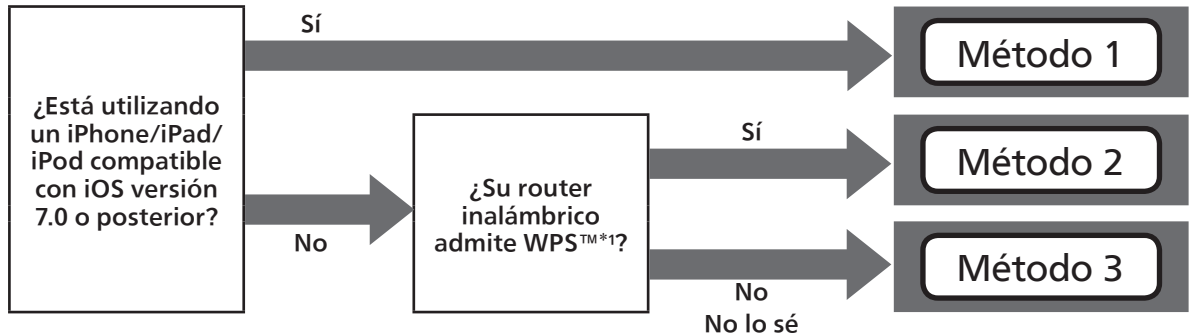 ¿Está utilizando
un iPhone/iPad/
iPod compatible
con iOS versión
7.0 o posterior?
Sí
Método 1
No
¿Su router
inalámbrico
admite WPS™*1?
Sí
Método 2
No
No lo sé
Método 3